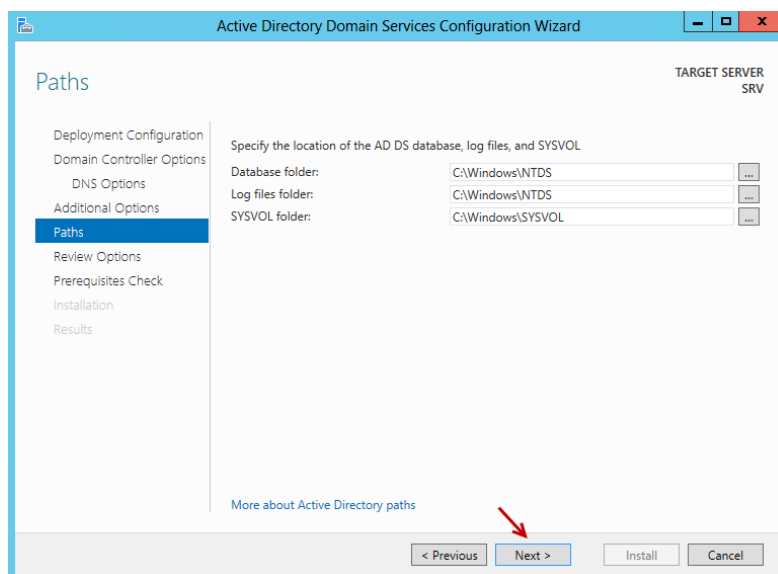 Active Directory Domain Services Configuration Wizard
Paths
TARGET SERVER
SRV
Deployment Configuration
Domain Controller Options
DNS Options
Additional Options
Paths
Review Options
Prerequisites Check
Installation
Results
Specify the location of the AD DS database, log files, and SYSVOL
Database folder: C:\Windows\NTDS ...
Log files folder: C:\Windows\NTDS ...
SYSVOL folder: C:\Windows\SYSVOL ...
More about Active Directory paths
< Previous Next > Install Cancel